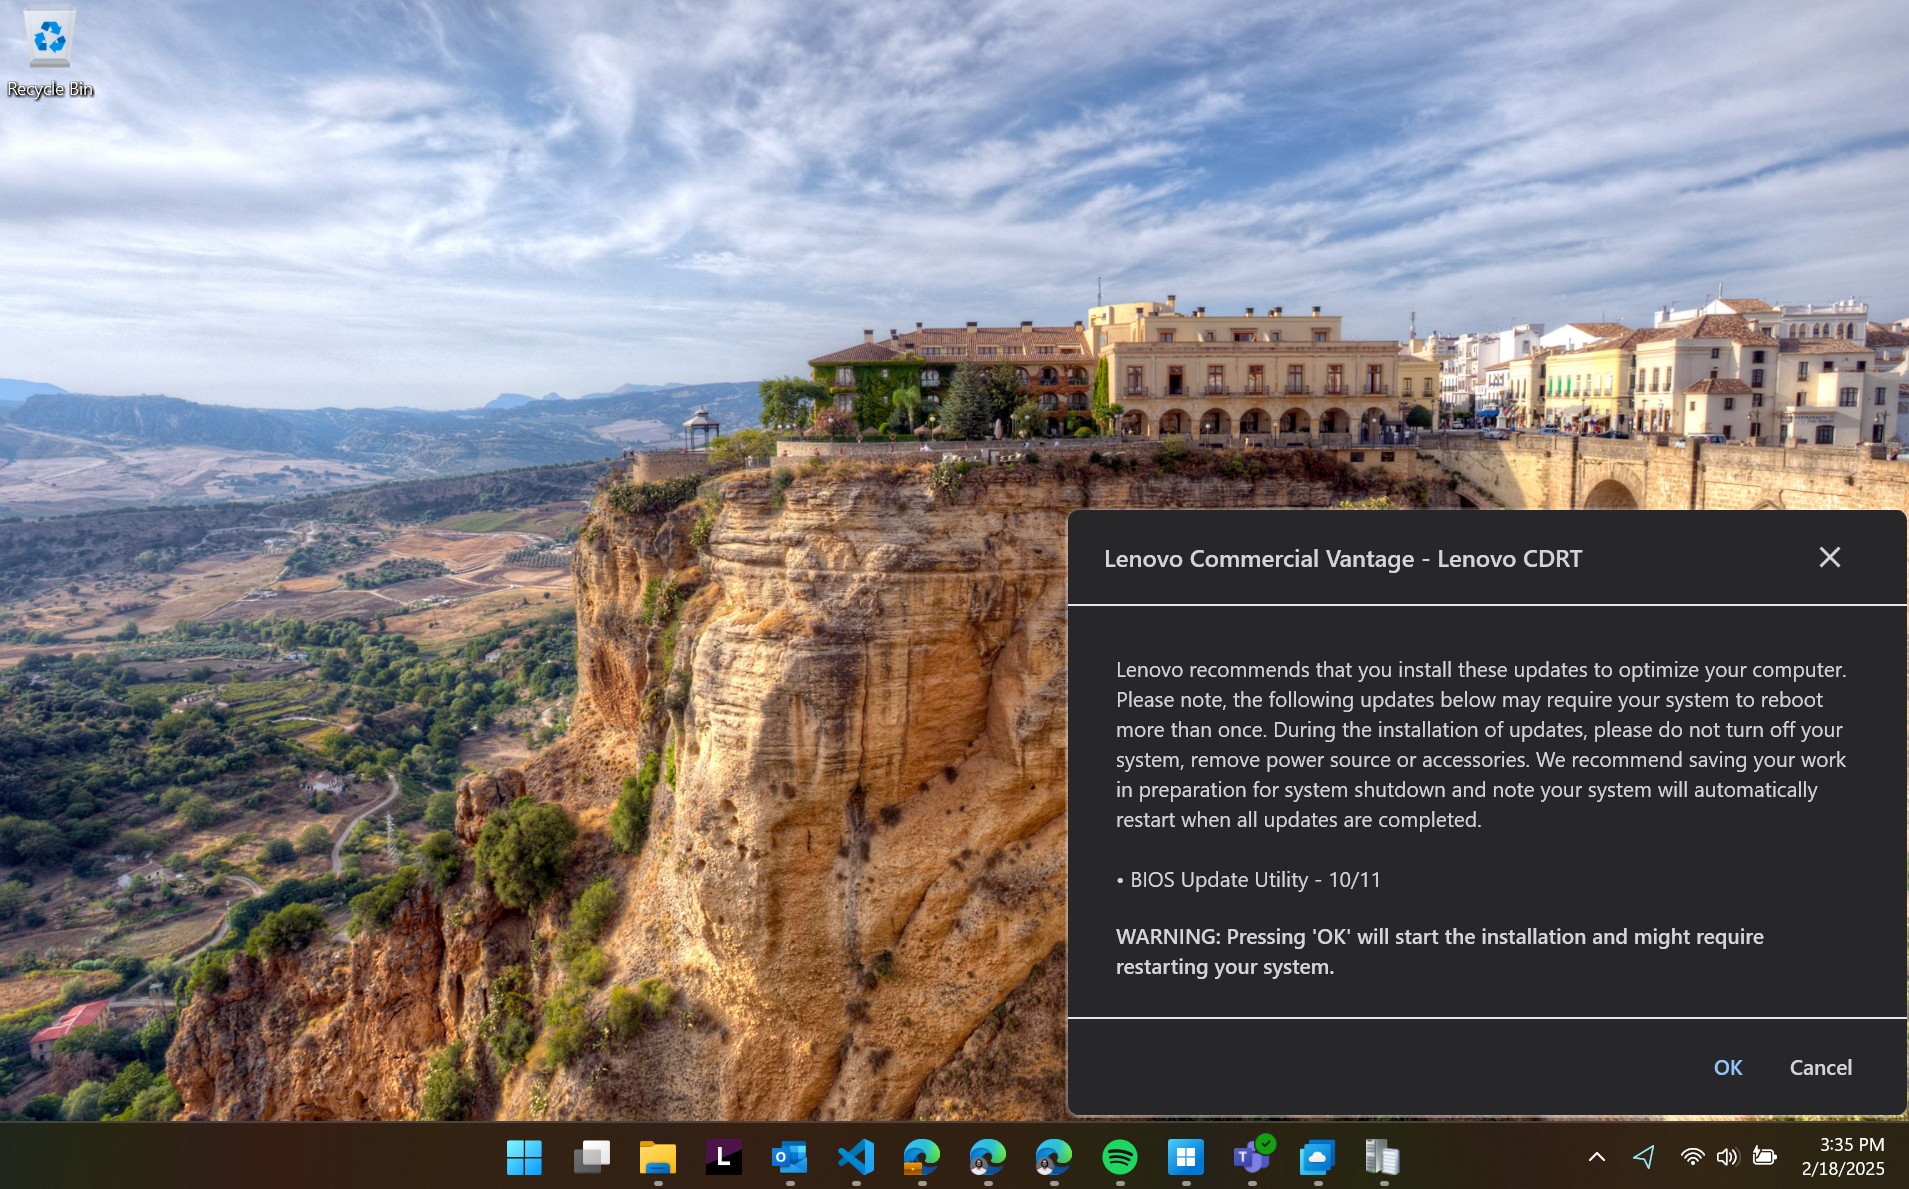 Recycle Bin
Lenovo Commercial Vantage - Lenovo CDRT
Lenovo recommends that you install these updates to optimize your computer.
Please note, the following updates below may require your system to reboot
more than once. During the installation of updates, please do not turn off your
system, remove power source or accessories. We recommend saving your work
in preparation for system shutdown and note your system will automatically
restart when all updates are completed.
• BIOS Update Utility - 10/11
WARNING: Pressing 'OK' will start the installation and might require
restarting your system.
OK Cancel
3:35 PM
2/18/2025